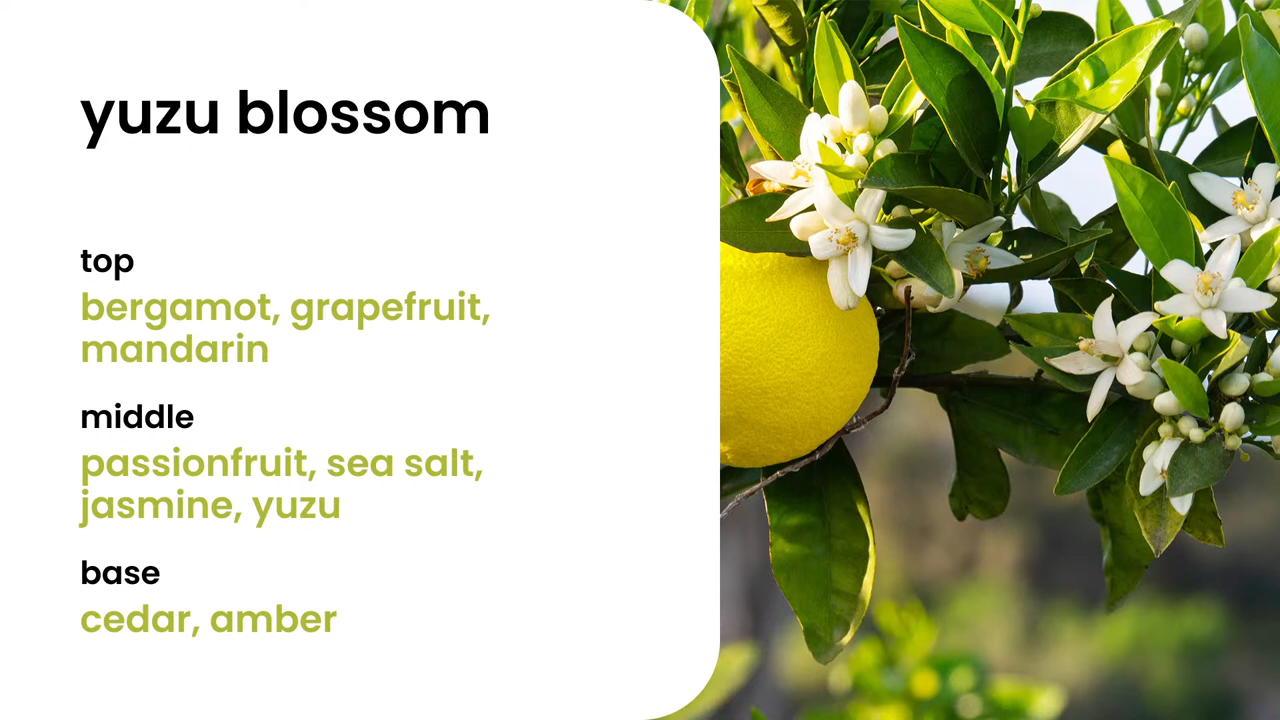 yuzu blossom
top
bergamot, grapefruit,
mandarin
middle
passionfruit, sea salt,
jasmine, yuzu
base
cedar, amber